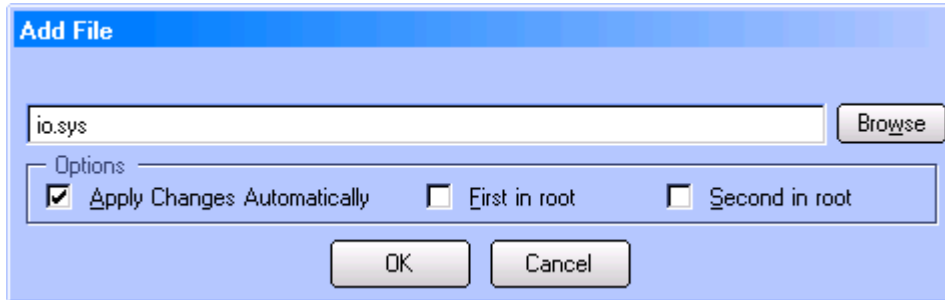 Add File
io.sys Browse
Options
Apply Changes Automatically First in root Second in root
OK Cancel